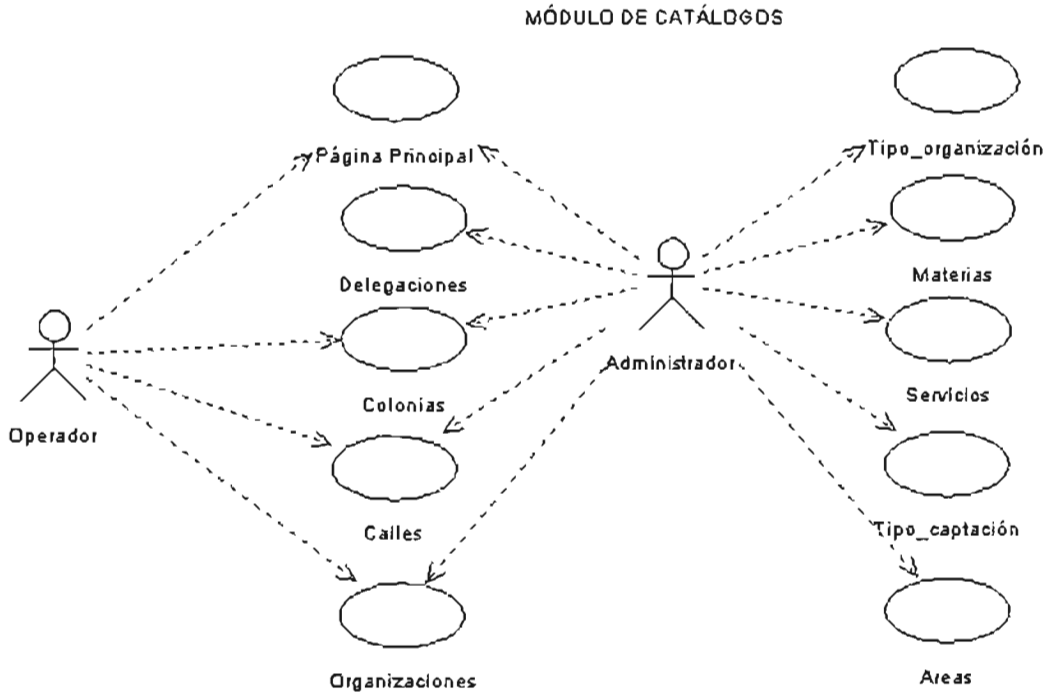 MÓDULO DE CATÁLOGOS
Página Principal
Tipo_organización
Delegaciones
Materias
Administrador
Colonias
Servicios
Operador
Calles
Tipo_captación
Organizaciones
Areas